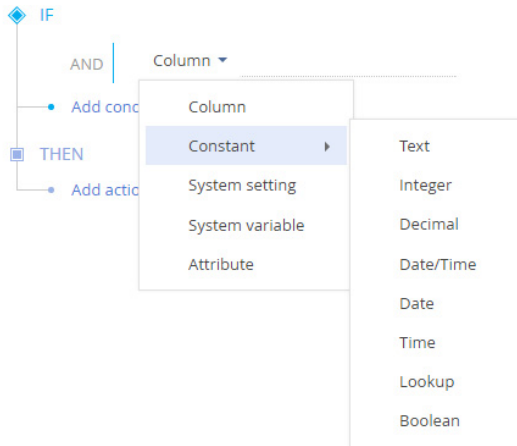 IF
AND Column
Add cond
Column
Constant
System setting
System variable
Attribute
THEN
Add actio
Text
Integer
Decimal
Date/Time
Date
Time
Lookup
Boolean